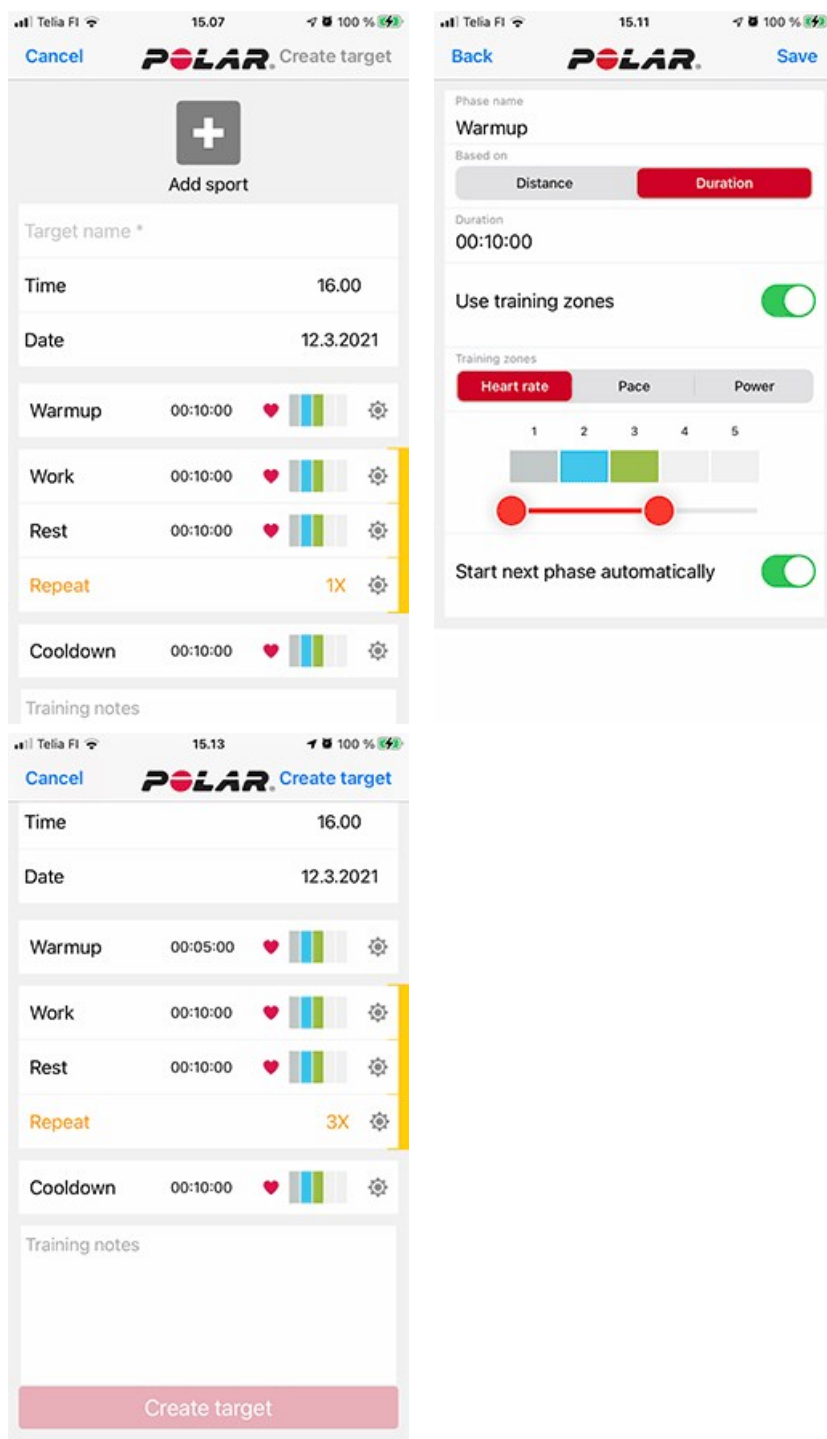 Telia FI 15.07 100 %
Cancel POLAR. Create target
Add sport
Target name *
Time 16.00
Date 12.3.2021
Warmup 00:10:00
Work 00:10:00
Rest 00:10:00
Repeat 1X
Cooldown 00:10:00
Training notes
Telia FI 15.11 100 %
Back POLAR. Save
Phase name
Warmup
Based on
Distance Duration
Duration
00:10:00
Use training zones
Training zones
Heart rate Pace Power
1 2 3 4 5
Start next phase automatically
Telia FI 15.13 100 %
Cancel POLAR. Create target
Time 16.00
Date 12.3.2021
Warmup 00:05:00
Work 00:10:00
Rest 00:10:00
Repeat 3X
Cooldown 00:10:00
Training notes
Create target